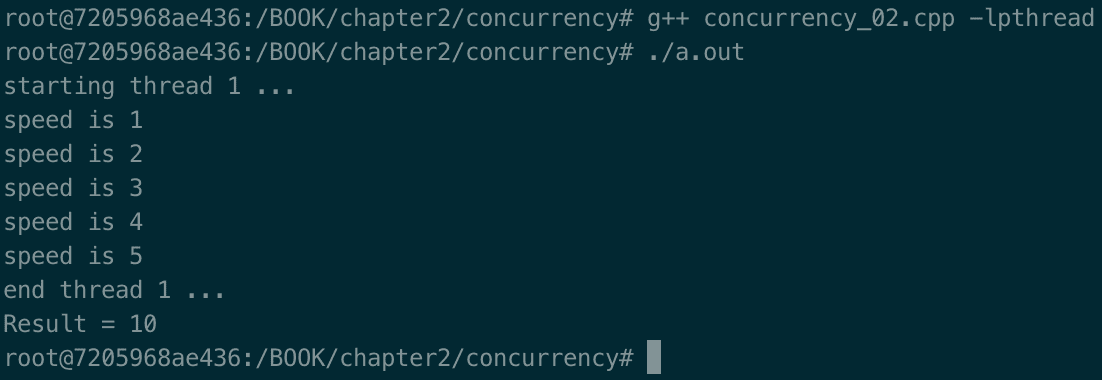 root@7205968ae436:/BOOK/chapter2/concurrency# g++ concurrency_02.cpp -lpthread
root@7205968ae436:/BOOK/chapter2/concurrency# ./a.out
starting thread 1 ...
speed is 1
speed is 2
speed is 3
speed is 4
speed is 5
end thread 1 ...
Result = 10
root@7205968ae436:/BOOK/chapter2/concurrency#